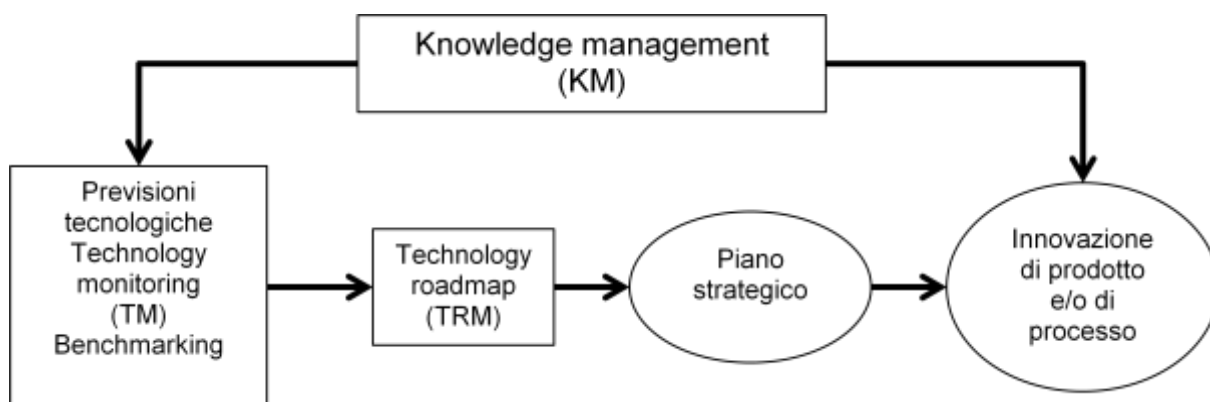 Knowledge management
(KM)
Previsioni
tecnologiche
Technology
monitoring
(TM)
Benchmarking
Technology
roadmap
(TRM)
Piano
strategico
Innovazione
di prodotto
e/o di
processo